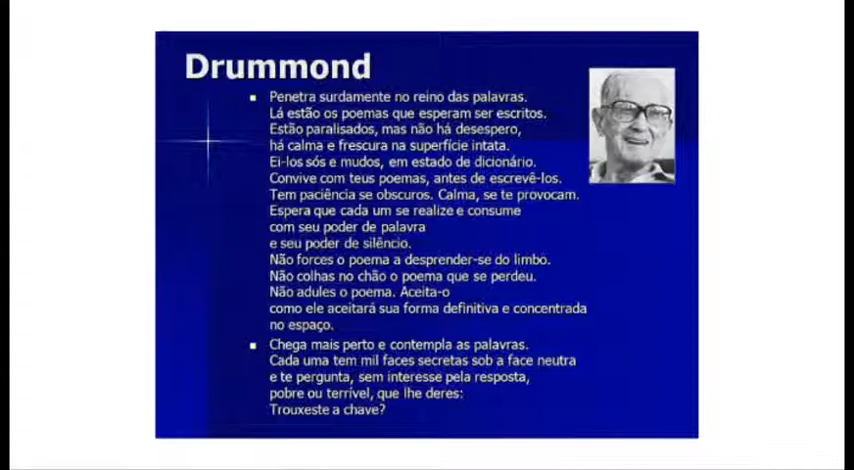 Drummond
Penetra surdamente no reino das palavras.
Lá estão os poemas que esperam ser escritos.
Estão paralisados, mas não há desespero,
há calma e frescura na superfície intata.
Ei-los sós e mudos, em estado de dicionário.
Convive com teus poemas, antes de escrevê-los.
Tem paciência se obscuros. Calma, se te provocam.
Espera que cada um se realize e consume
com seu poder de palavra
e seu poder de silêncio.
Não forces o poema a desprender-se do limbo.
Não colhas no chão o poema que se perdeu.
Não adules o poema. Aceita-o
como ele aceitará sua forma definitiva e concentrada
no espaço.
Chega mais perto e contempla as palavras.
Cada uma tem mil faces secretas sob a face neutra
e te pergunta, sem interesse pela resposta,
pobre ou terrível, que lhe deres:
Trouxeste a chave?